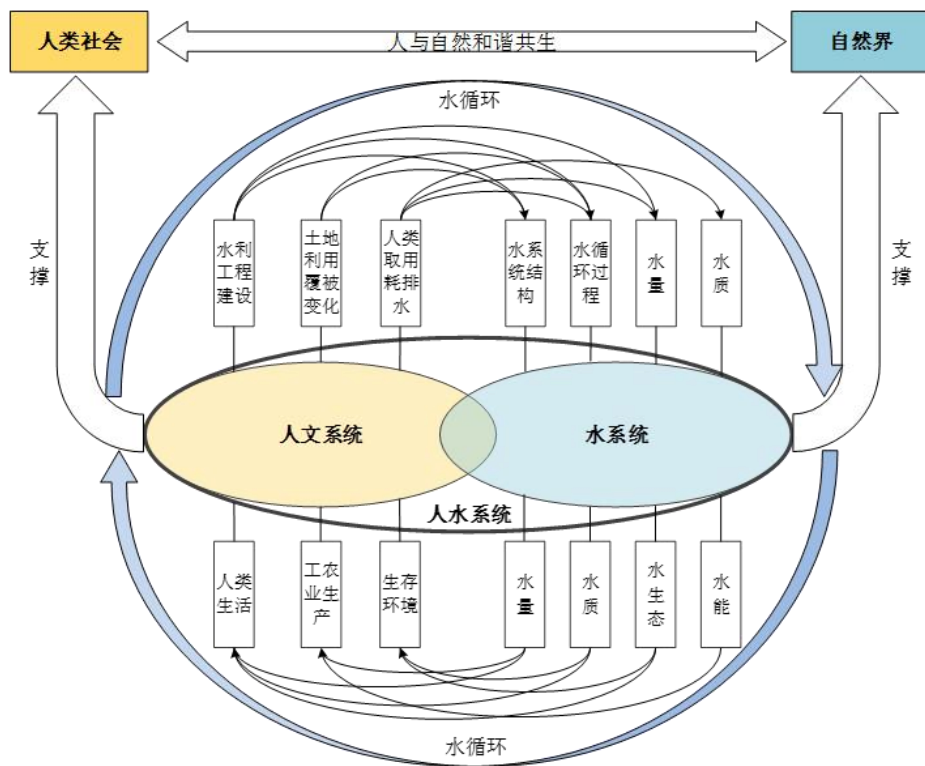 人类社会
人与自然和谐共生
自然界
水循环
支
撑
支
撑
水利
工程
建设
土地
利用
覆被
变化
人类
取用
耗排
水
水系
统结
构
水循
环过
程
水
量
水
质
人文系统
水系统
人水系统
人类
生活
工农
业生
产
生存
环境
水
量
水
质
水
生
态
水
能
水循环